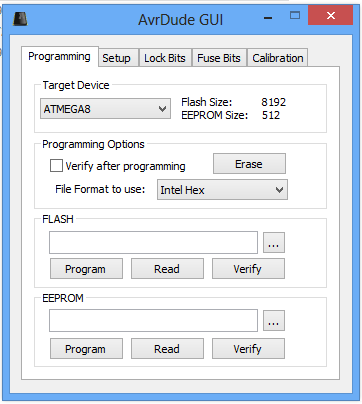 AvrDude GUI
Programming Setup Lock Bits Fuse Bits Calibration
Target Device
ATMEGA8 Flash Size: 8192
EEPROM Size: 512
Programming Options
Verify after programming Erase
File Format to use: Intel Hex
FLASH
...
Program Read Verify
EEPROM
...
Program Read Verify